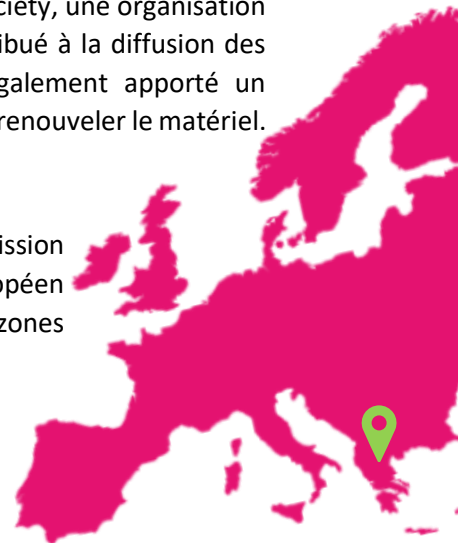 ciety, une organisation
ibué à la diffusion des
galement apporté un
renouveler le matériel.
ission
opéen
zones